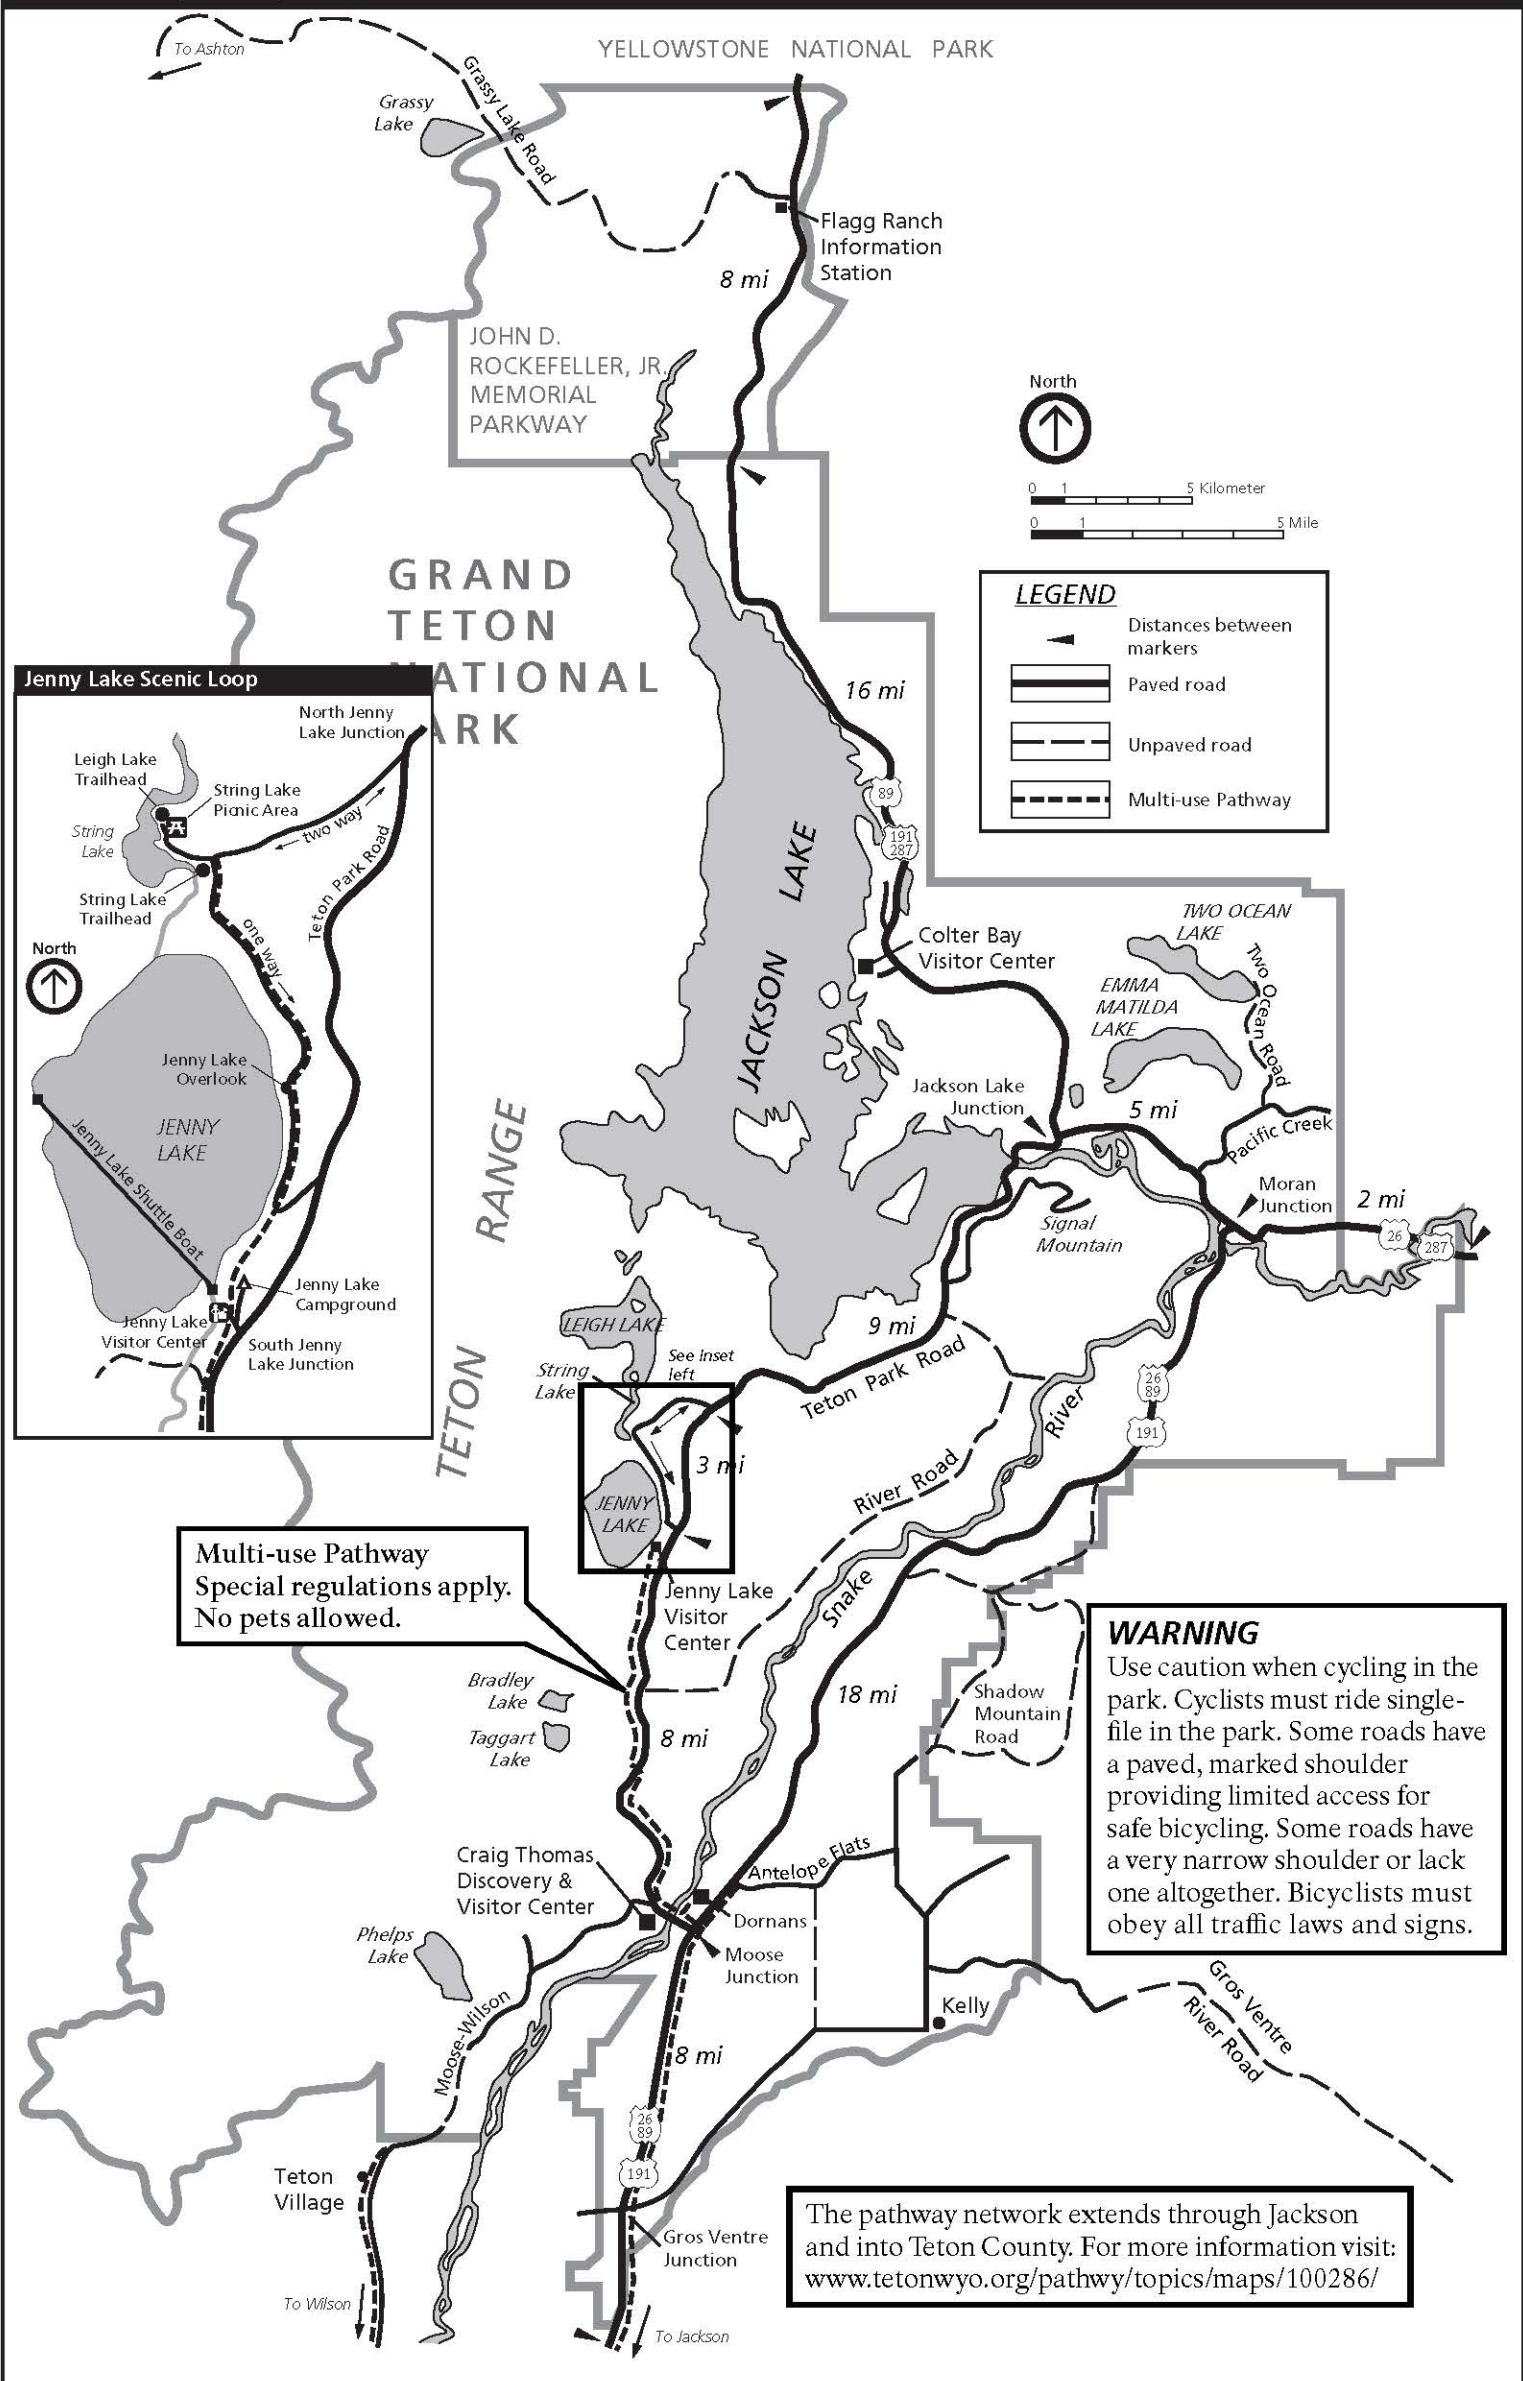 To Ashton
YELLOWSTONE NATIONAL PARK
Grassy Lake Road
Grassy
Lake
Flagg Ranch
Information
Station
8 mi
JOHN D.
ROCKEFELLER, JR.
MEMORIAL
PARKWAY
North
0 1 5 Kilometer
0 1 5 Mile
GRAND
TETON
NATIONAL
PARK
LEGEND
Distances between
markers
Paved road
Unpaved road
Multi-use Pathway
Jenny Lake Scenic Loop
North Jenny
Lake Junction
Leigh Lake
Trailhead
String Lake
Picnic Area
String
Lake
two way
Teton Park Road
String Lake
Trailhead
one way
North
Jenny Lake
Overlook
JENNY
LAKE
Jenny Lake Shuttle Boat
Jenny Lake
Campground
Jenny Lake
Visitor Center
South Jenny
Lake Junction
16 mi
89
191
287
JACKSON LAKE
Colter Bay
Visitor Center
TWO OCEAN
LAKE
Two Ocean Road
EMMA
MATILDA
LAKE
Jackson Lake
Junction
5 mi
Pacific Creek
Moran
Junction
2 mi
26
287
Signal
Mountain
TETON RANGE
LEIGH LAKE
9 mi
Teton Park Road
See inset
left
String
Lake
3 mi
JENNY
LAKE
River Road
Snake River
26
89
191
Multi-use Pathway
Special regulations apply.
No pets allowed.
Jenny Lake
Visitor
Center
Bradley
Lake
Taggart
Lake
8 mi
18 mi
Shadow
Mountain
Road
WARNING
Use caution when cycling in the
park. Cyclists must ride single-
file in the park. Some roads have
a paved, marked shoulder
providing limited access for
safe bicycling. Some roads have
a very narrow shoulder or lack
one altogether. Bicyclists must
obey all traffic laws and signs.
Craig Thomas
Discovery &
Visitor Center
Antelope Flats
Dornans
Moose
Junction
Phelps
Lake
Moose-Wilson
Kelly
Gros Ventre
River Road
8 mi
26
89
191
Teton
Village
Gros Ventre
Junction
To Wilson
To Jackson
The pathway network extends through Jackson
and into Teton County. For more information visit:
www.tetonwyo.org/pathwy/topics/maps/100286/